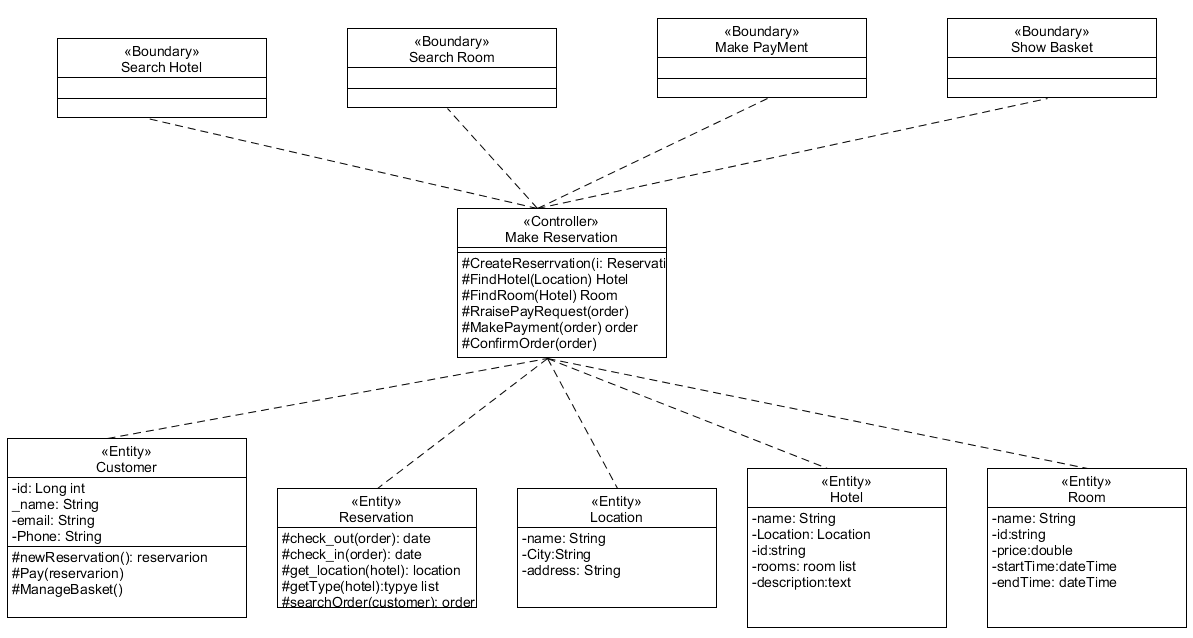 «Boundary»
Search Hotel
«Boundary»
Search Room
«Boundary»
Make PayMent
«Boundary»
Show Basket
«Controller»
Make Reservation
#CreateReserrvation(i: Reservati
#FindHotel(Location) Hotel
#FindRoom(Hotel) Room
#RraisePayRequest(order)
#MakePayment(order) order
#ConfirmOrder(order)
«Entity»
Customer
-id: Long int
_name: String
-email: String
-Phone: String
#newReservation(): reservarion
#Pay(reservarion)
#ManageBasket()
«Entity»
Reservation
#check_out(order): date
#check_in(order): date
#get_location(hotel): location
#getType(hotel):typye list
#searchOrder(customer): order
«Entity»
Location
-name: String
-City:String
-address: String
«Entity»
Hotel
-name: String
-Location: Location
-id:string
-rooms: room list
-description:text
«Entity»
Room
-name: String
-id:string
-price:double
-startTime:dateTime
-endTime: dateTime